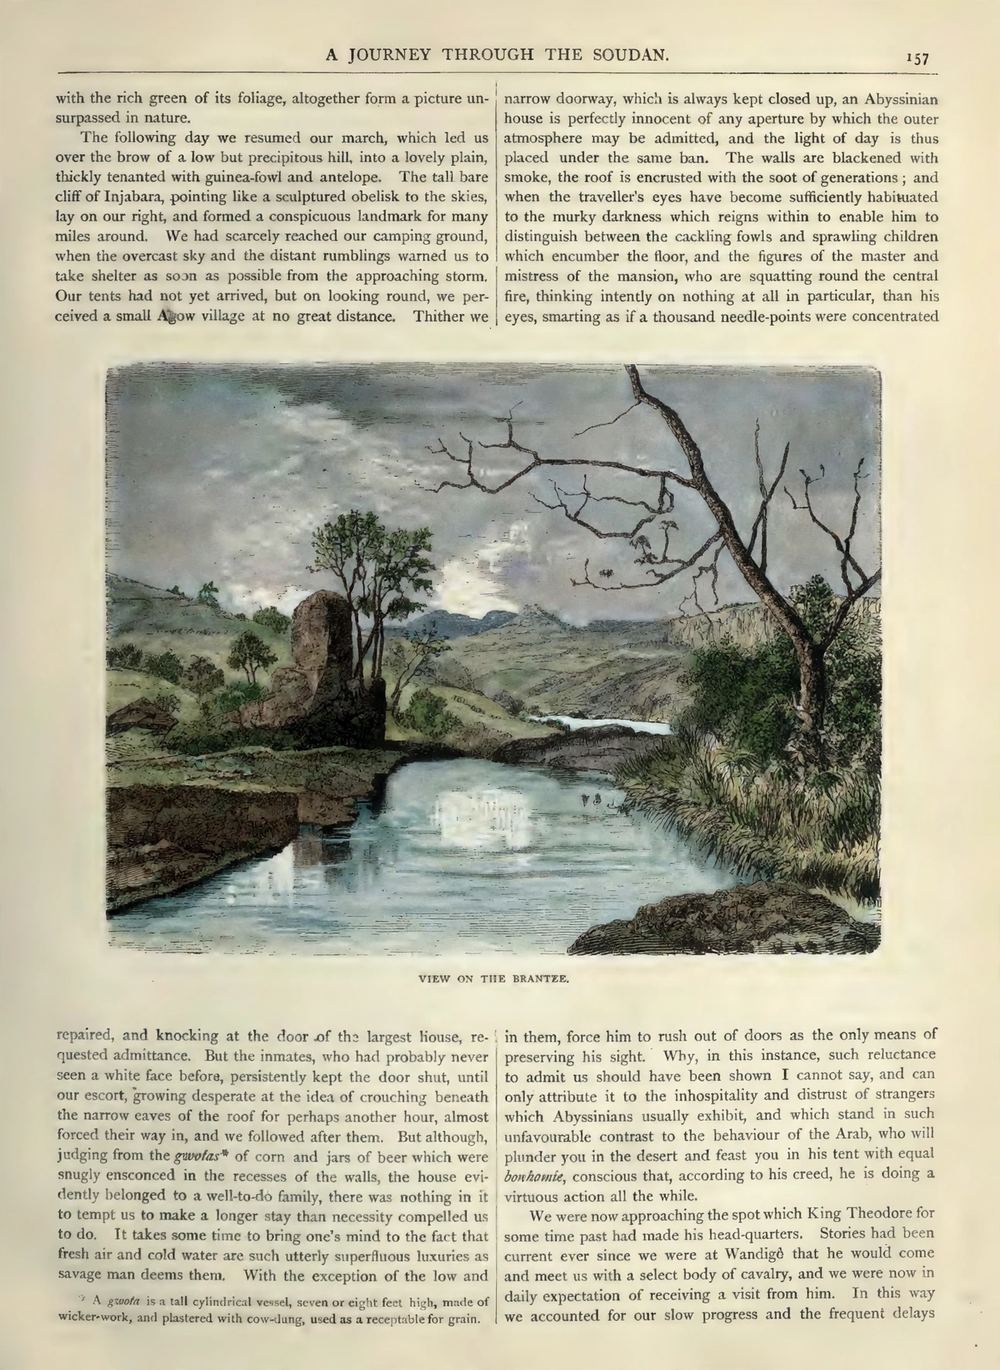 A JOURNEY THROUGH THE SOUDAN.
157
with the rich green of its foliage, altogether form a picture un-
surpassed in nature.
The following day we resumed our march, which led us
over the brow of a low but precipitous hill, into a lovely plain,
thickly tenanted with guinea-fowl and antelope. The tall bare
cliff of Injabara, pointing like a sculptured obelisk to the skies,
lay on our right, and formed a conspicuous landmark for many
miles around. We had scarcely reached our camping ground,
when the overcast sky and the distant rumblings warned us to
take shelter as soon as possible from the approaching storm.
Our tents had not yet arrived, but on looking round, we per-
ceived a small Agow village at no great distance. Thither we
repaired, and knocking at the door of the largest house, re-
quested admittance. But the inmates, who had probably never
seen a white face before, persistently kept the door shut, until
our escort, growing desperate at the idea of crouching beneath
the narrow eaves of the roof for perhaps another hour, almost
forced their way in, and we followed after them. But although,
judging from the gwotas* of corn and jars of beer which were
snugly ensconced in the recesses of the walls, the house evi-
dently belonged to a well-to-do family, there was nothing in it
to tempt us to make a longer stay than necessity compelled us
to do. It takes some time to bring one's mind to the fact that
fresh air and cold water are such utterly superfluous luxuries as
savage man deems them. With the exception of the low and
* A gwota is a tall cylindrical vessel, seven or eight feet high, made of
wicker-work, and plastered with cow-dung, used as a receptable for grain.
narrow doorway, which is always kept closed up, an Abyssinian
house is perfectly innocent of any aperture by which the outer
atmosphere may be admitted, and the light of day is thus
placed under the same ban. The walls are blackened with
smoke, the roof is encrusted with the soot of generations; and
when the traveller's eyes have become sufficiently habituated
to the murky darkness which reigns within to enable him to
distinguish between the cackling fowls and sprawling children
which encumber the floor, and the figures of the master and
mistress of the mansion, who are squatting round the central
fire, thinking intently on nothing at all in particular, than his
eyes, smarting as if a thousand needle-points were concentrated
in them, force him to rush out of doors as the only means of
preserving his sight. Why, in this instance, such reluctance
to admit us should have been shown I cannot say, and can
only attribute it to the inhospitality and distrust of strangers
which Abyssinians usually exhibit, and which stand in such
unfavourable contrast to the behaviour of the Arab, who will
plunder you in the desert and feast you in his tent with equal
bonhomie, conscious that, according to his creed, he is doing a
virtuous action all the while.
We were now approaching the spot which King Theodore for
some time past had made his head-quarters. Stories had been
current ever since we were at Wandigê that he would come
and meet us with a select body of cavalry, and we were now in
daily expectation of receiving a visit from him. In this way
we accounted for our slow progress and the frequent delays
VIEW ON THE BRANTEE.